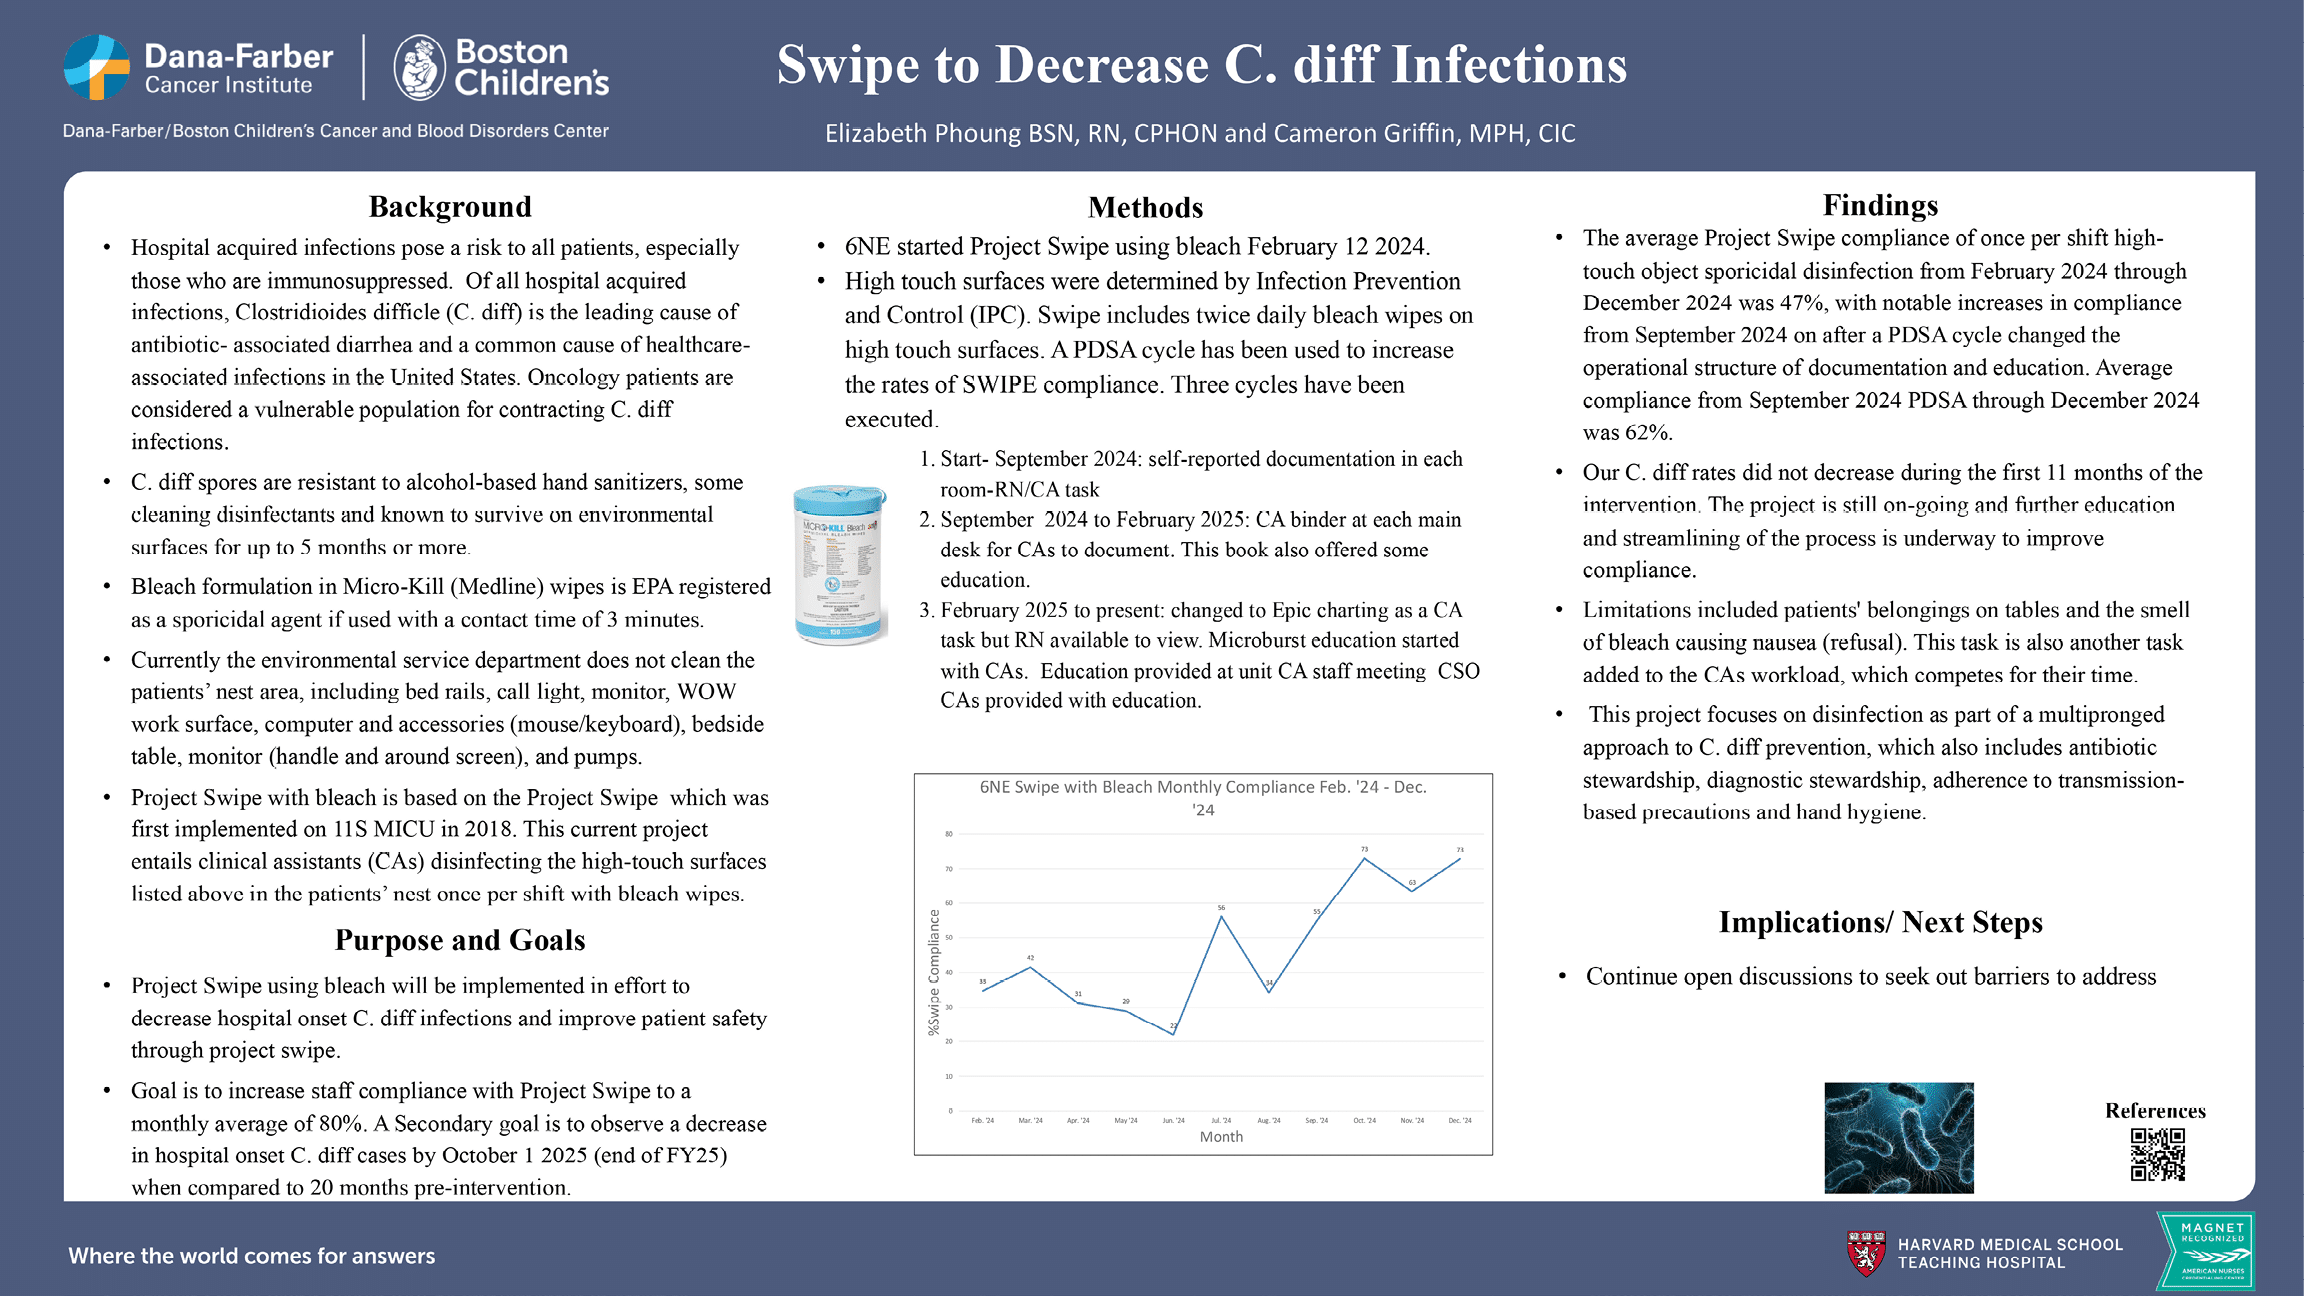 Dana-Farber
Cancer Institute
Boston
Children's
Dana-Farber/Boston Children's Cancer and Blood Disorders Center
Swipe to Decrease C. diff Infections
Elizabeth Phoung BSN, RN, CPHON and Cameron Griffin, MPH, CIC
Background
• Hospital acquired infections pose a risk to all patients, especially
those who are immunosuppressed. Of all hospital acquired
infections, Clostridioides difficle (C. diff) is the leading cause of
antibiotic- associated diarrhea and a common cause of healthcare-
associated infections in the United States. Oncology patients are
considered a vulnerable population for contracting C. diff
infections.
• C. diff spores are resistant to alcohol-based hand sanitizers, some
cleaning disinfectants and known to survive on environmental
surfaces for up to 5 months or more.
• Bleach formulation in Micro-Kill (Medline) wipes is EPA registered
as a sporicidal agent if used with a contact time of 3 minutes.
• Currently the environmental service department does not clean the
patients' nest area, including bed rails, call light, monitor, WOW
work surface, computer and accessories (mouse/keyboard), bedside
table, monitor (handle and around screen), and pumps.
• Project Swipe with bleach is based on the Project Swipe which was
first implemented on 11S MICU in 2018. This current project
entails clinical assistants (CAs) disinfecting the high-touch surfaces
listed above in the patients' nest once per shift with bleach wipes.
Purpose and Goals
• Project Swipe using bleach will be implemented in effort to
decrease hospital onset C. diff infections and improve patient safety
through project swipe.
• Goal is to increase staff compliance with Project Swipe to a
monthly average of 80%. A Secondary goal is to observe a decrease
in hospital onset C. diff cases by October 1 2025 (end of FY25)
when compared to 20 months pre-intervention.
Methods
• 6NE started Project Swipe using bleach February 12 2024.
• High touch surfaces were determined by Infection Prevention
and Control (IPC). Swipe includes twice daily bleach wipes on
high touch surfaces. A PDSA cycle has been used to increase
the rates of SWIPE compliance. Three cycles have been
executed.
1. Start- September 2024: self-reported documentation in each
room-RN/CA task
2. September 2024 to February 2025: CA binder at each main
desk for CAs to document. This book also offered some
education.
3. February 2025 to present: changed to Epic charting as a CA
task but RN available to view. Microburst education started
with CAs. Education provided at unit CA staff meeting CSO
CAs provided with education.
MICRO-KILL Bleach
6NE Swipe with Bleach Monthly Compliance Feb. '24 - Dec.
'24
%Swipe Compliance
80
70
60
50
40
30
20
10
0
42
31
29
22
56
34
55
73
63
73
Feb. '24 Mar. '24 Apr. '24 May '24 Jun. '24 Jul. '24 Aug. '24 Sep. '24 Oct. '24 Nov. '24 Dec. '24
Month
Findings
• The average Project Swipe compliance of once per shift high-
touch object sporicidal disinfection from February 2024 through
December 2024 was 47%, with notable increases in compliance
from September 2024 on after a PDSA cycle changed the
operational structure of documentation and education. Average
compliance from September 2024 PDSA through December 2024
was 62%.
• Our C. diff rates did not decrease during the first 11 months of the
intervention. The project is still on-going and further education
and streamlining of the process is underway to improve
compliance.
• Limitations included patients' belongings on tables and the smell
of bleach causing nausea (refusal). This task is also another task
added to the CAs workload, which competes for their time.
• This project focuses on disinfection as part of a multipronged
approach to C. diff prevention, which also includes antibiotic
stewardship, diagnostic stewardship, adherence to transmission-
based precautions and hand hygiene.
Implications/ Next Steps
• Continue open discussions to seek out barriers to address
References
Where the world comes for answers
HARVARD MEDICAL SCHOOL
TEACHING HOSPITAL
MAGNET
RECOGNIZED
AMERICAN NURSES
CREDENTIALING CENTER